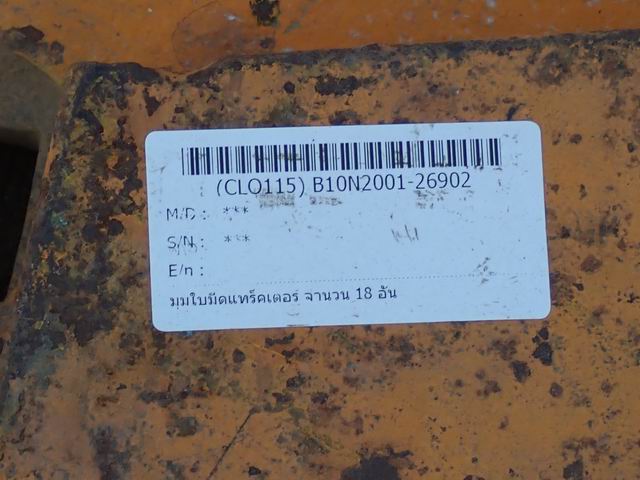 (CLO115) B10N2001-26902
M/D : ***
S/N : ***
E/n :
มุมใบมีดแทร็คเตอร์ จำนวน 18 อัน